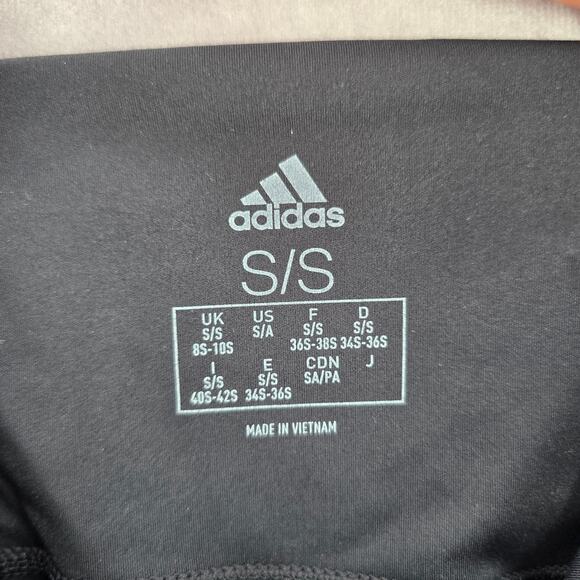 adidas
S/S
UK US F D
S/S S/A S/S S/S
8S-10S 36S-38S 34S-36S
I E CDN J
S/S S/S SA/PA
40S-42S 34S-36S
MADE IN VIETNAM